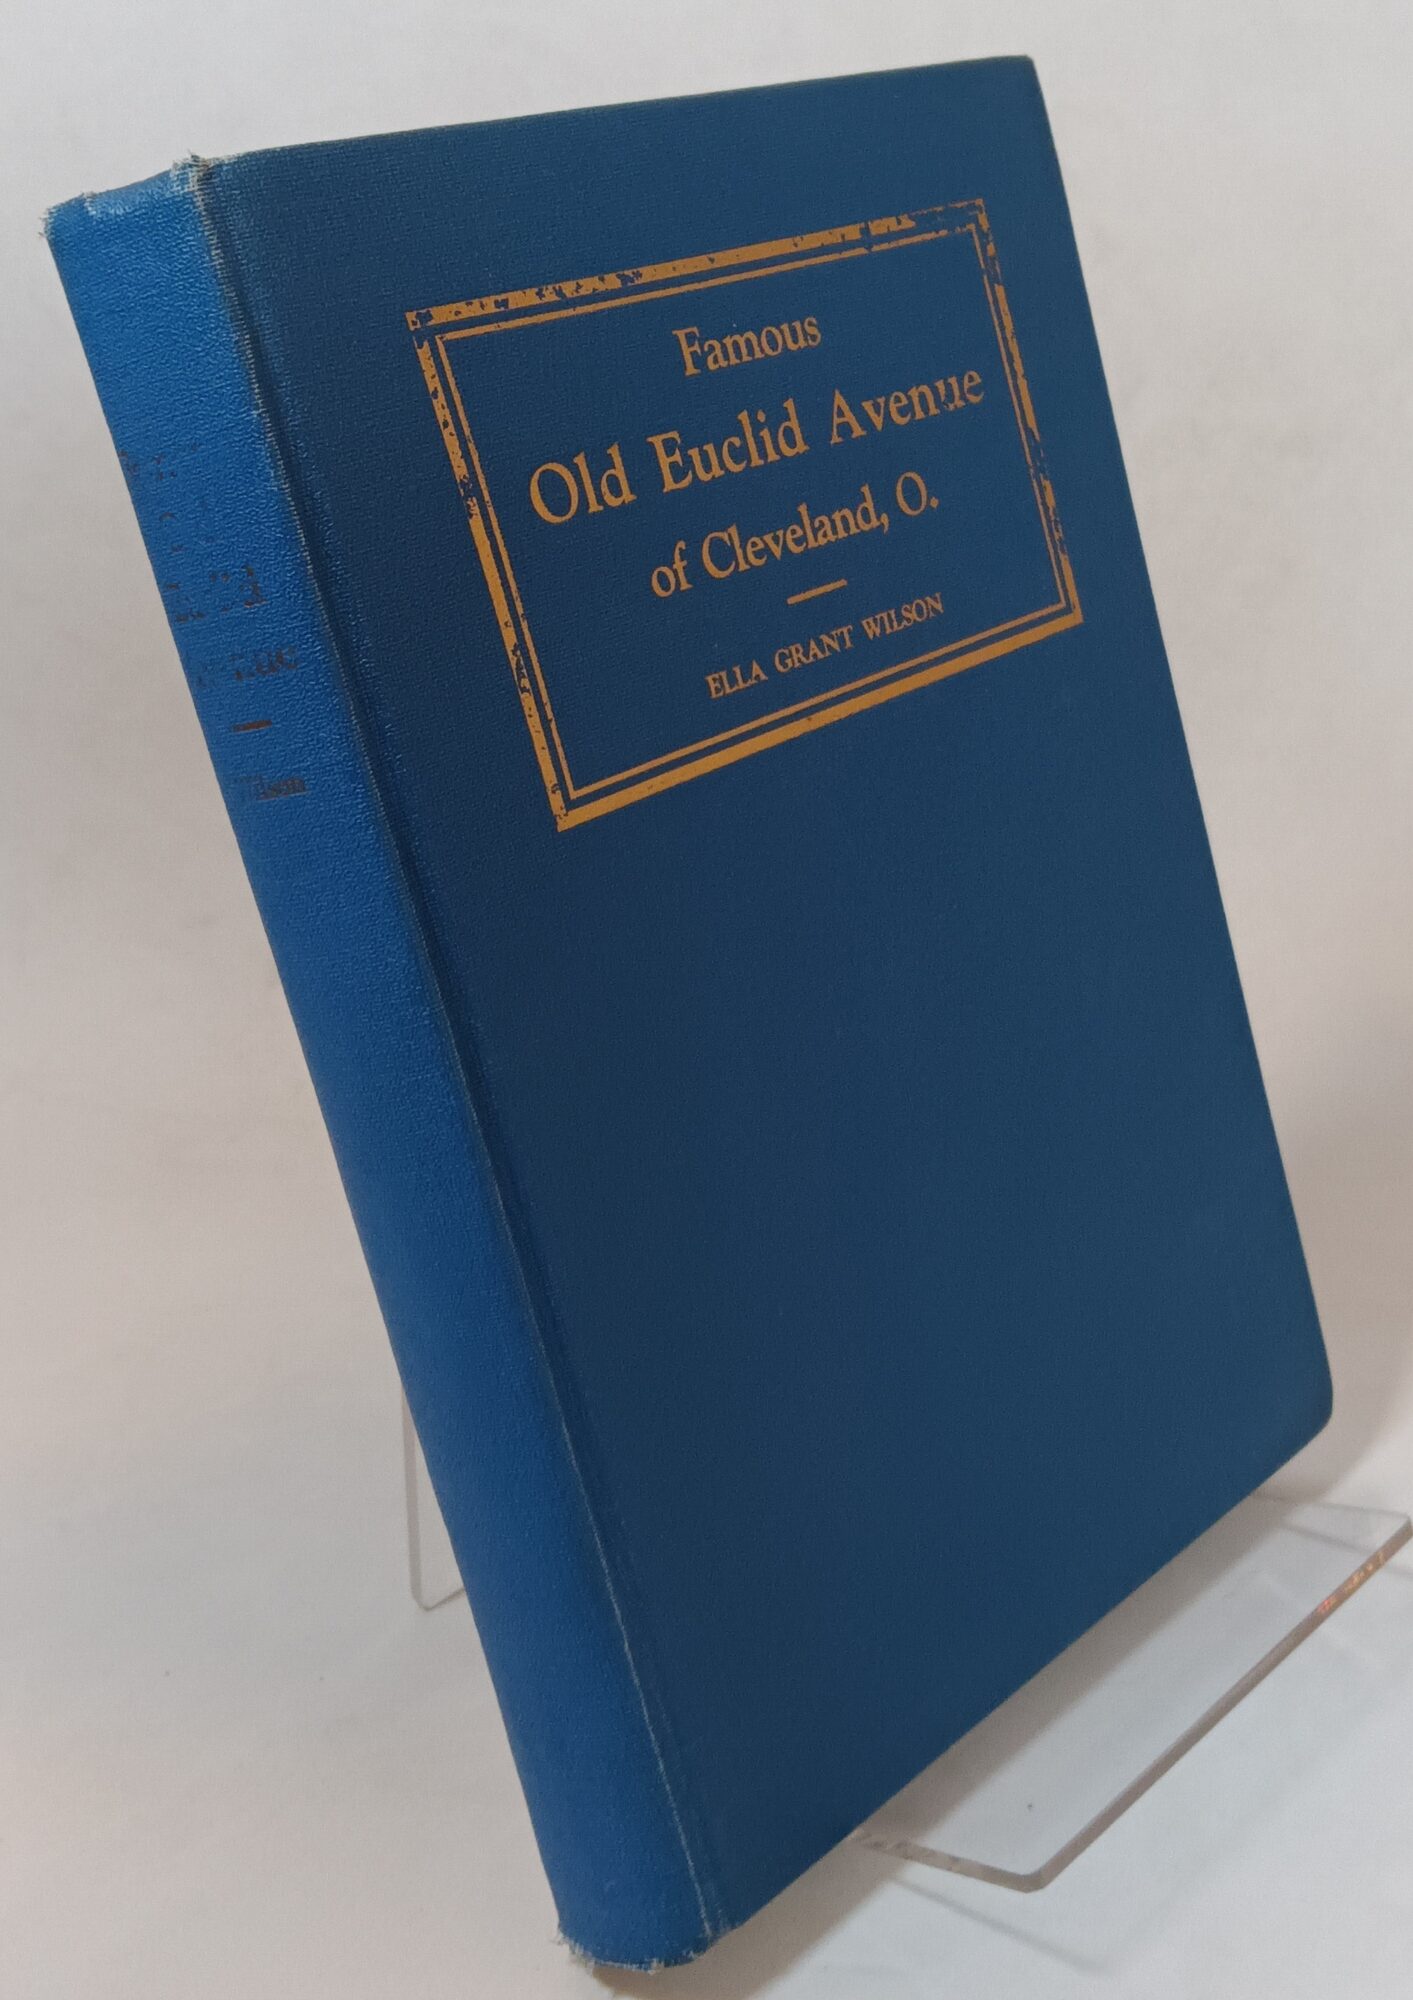 Famous
Old Euclid Avenue
of Cleveland, O.
ELLA GRANT WILSON